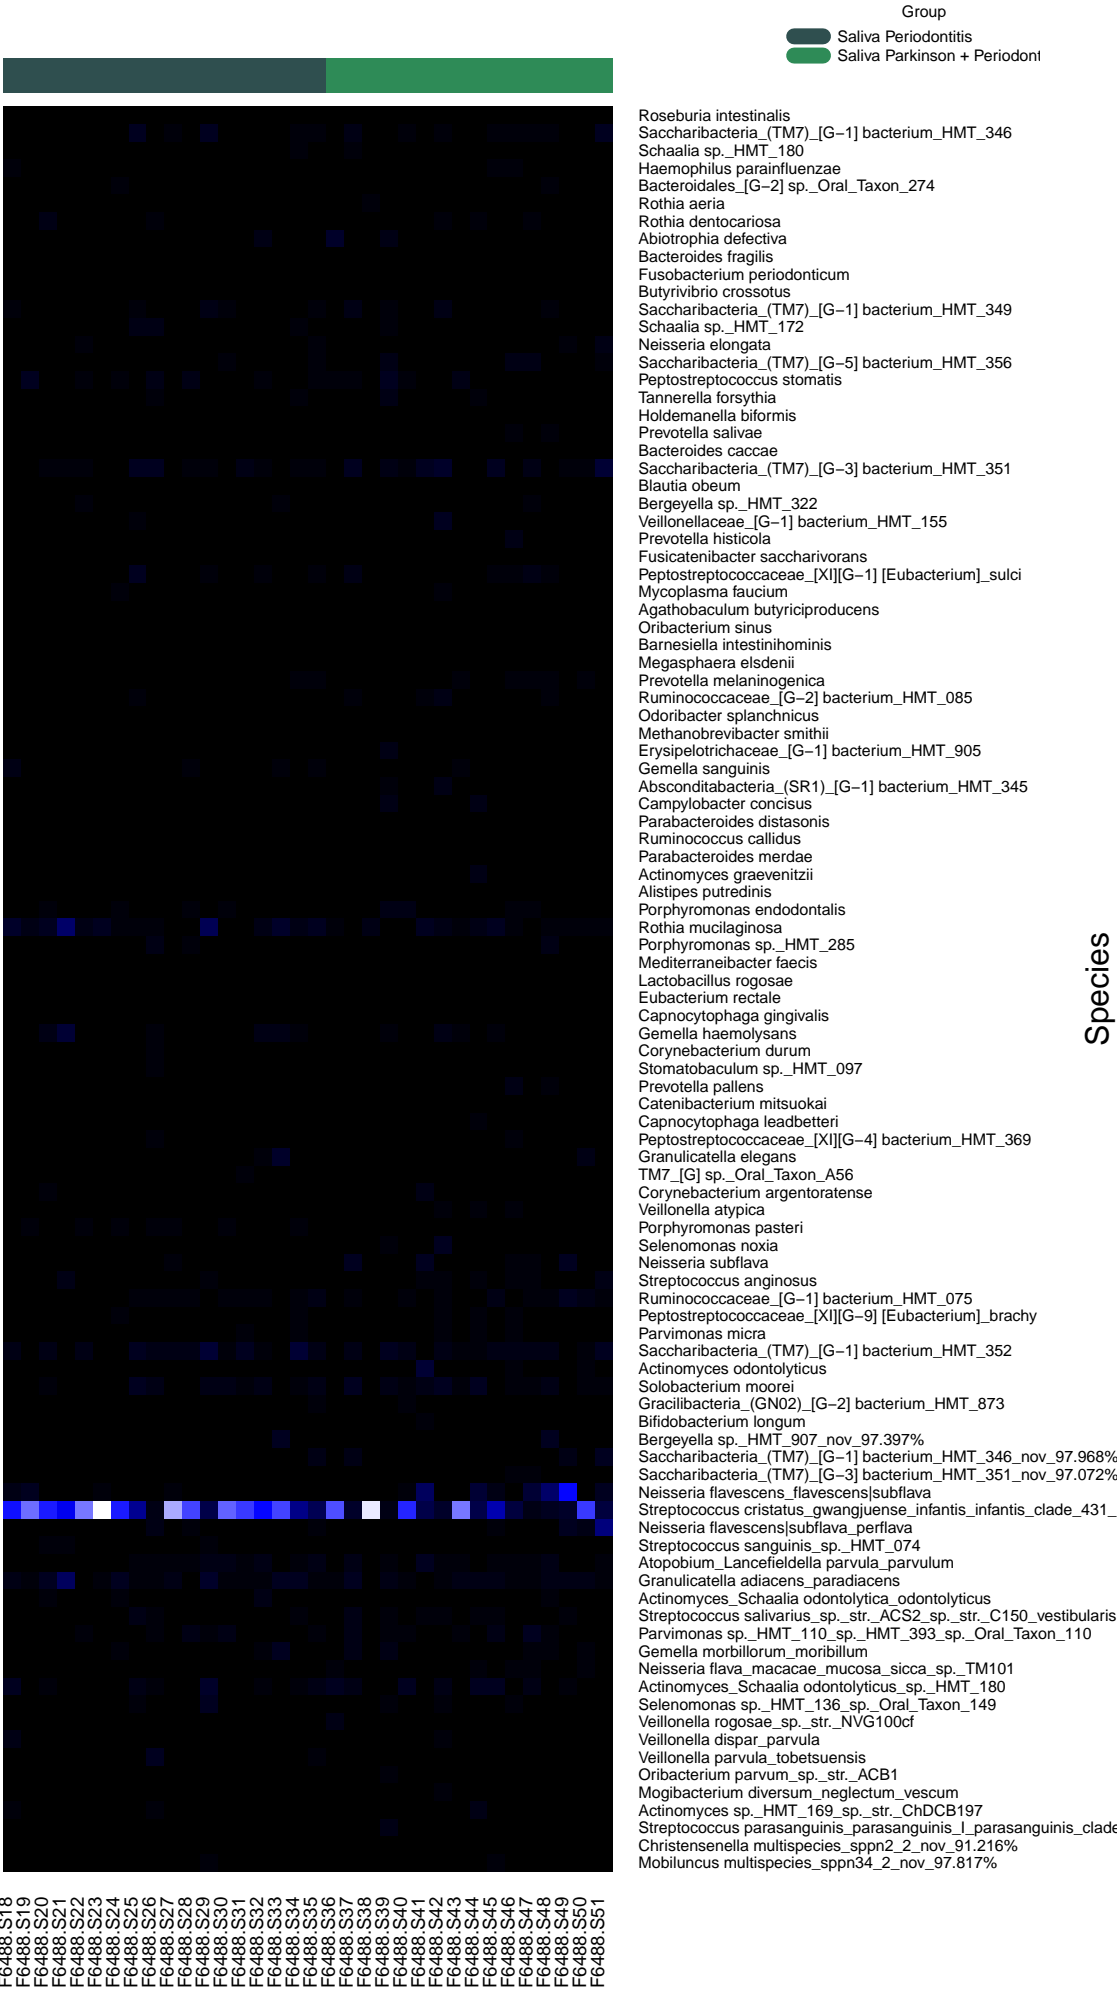 Group
Saliva Periodontitis
Saliva Parkinson + Periodont
Roseburia intestinalis
Saccharibacteria_(TM7)_[G−1] bacterium_HMT_346
Schaalia sp._HMT_180
Haemophilus parainfluenzae
Bacteroidales_[G−2] sp._Oral_Taxon_274
Rothia aeria
Rothia dentocariosa
Abiotrophia defectiva
Bacteroides fragilis
Fusobacterium periodonticum
Butyrivibrio crossotus
Saccharibacteria_(TM7)_[G−1] bacterium_HMT_349
Schaalia sp._HMT_172
Neisseria elongata
Saccharibacteria_(TM7)_[G−5] bacterium_HMT_356
Peptostreptococcus stomatis
Tannerella forsythia
Holdemanella biformis
Prevotella salivae
Bacteroides caccae
Saccharibacteria_(TM7)_[G−3] bacterium_HMT_351
Blautia obeum
Bergeyella sp._HMT_322
Veillonellaceae_[G−1] bacterium_HMT_155
Prevotella histicola
Fusicatenibacter saccharivorans
Peptostreptococcaceae_[XI][G−1] [Eubacterium]_sulci
Mycoplasma faucium
Agathobaculum butyriciproducens
Oribacterium sinus
Barnesiella intestinihominis
Megasphaera elsdenii
Prevotella melaninogenica
Ruminococcaceae_[G−2] bacterium_HMT_085
Odoribacter splanchnicus
Methanobrevibacter smithii
Erysipelotrichaceae_[G−1] bacterium_HMT_905
Gemella sanguinis
Absconditabacteria_(SR1)_[G−1] bacterium_HMT_345
Campylobacter concisus
Parabacteroides distasonis
Ruminococcus callidus
Parabacteroides merdae
Actinomyces graevenitzii
Alistipes putredinis
Porphyromonas endodontalis
Rothia mucilaginosa
Porphyromonas sp._HMT_285
Mediterraneibacter faecis
Lactobacillus rogosae
Eubacterium rectale
Capnocytophaga gingivalis
Gemella haemolysans
Corynebacterium durum
Stomatobaculum sp._HMT_097
Prevotella pallens
Catenibacterium mitsuokai
Capnocytophaga leadbetteri
Peptostreptococcaceae_[XI][G−4] bacterium_HMT_369
Granulicatella elegans
TM7_[G] sp._Oral_Taxon_A56
Corynebacterium argentoratense
Veillonella atypica
Porphyromonas pasteri
Selenomonas noxia
Neisseria subflava
Streptococcus anginosus
Ruminococcaceae_[G−1] bacterium_HMT_075
Peptostreptococcaceae_[XI][G−9] [Eubacterium]_brachy
Parvimonas micra
Saccharibacteria_(TM7)_[G−1] bacterium_HMT_352
Actinomyces odontolyticus
Solobacterium moorei
Gracilibacteria_(GN02)_[G−2] bacterium_HMT_873
Bifidobacterium longum
Bergeyella sp._HMT_907_nov_97.397%
Saccharibacteria_(TM7)_[G−1] bacterium_HMT_346_nov_97.968%
Saccharibacteria_(TM7)_[G−3] bacterium_HMT_351_nov_97.072%
Neisseria flavescens_flavescens|subflava
Streptococcus cristatus_gwangjuense_infantis_infantis_clade_431_
Neisseria flavescens|subflava_perflava
Streptococcus sanguinis_sp._HMT_074
Atopobium_Lancefieldella parvula_parvulum
Granulicatella adiacens_paradiacens
Actinomyces_Schaalia odontolytica_odontolyticus
Streptococcus salivarius_sp._str._ACS2_sp._str._C150_vestibularis
Parvimonas sp._HMT_110_sp._HMT_393_sp._Oral_Taxon_110
Gemella morbillorum_moribillum
Neisseria flava_macacae_mucosa_sicca_sp._TM101
Actinomyces_Schaalia odontolyticus_sp._HMT_180
Selenomonas sp._HMT_136_sp._Oral_Taxon_149
Veillonella rogosae_sp._str._NVG100cf
Veillonella dispar_parvula
Veillonella parvula_tobetsuensis
Oribacterium parvum_sp._str._ACB1
Mogibacterium diversum_neglectum_vescum
Actinomyces sp._HMT_169_sp._str._ChDCB197
Streptococcus parasanguinis_parasanguinis_I_parasanguinis_clade
Christensenella multispecies_sppn2_2_nov_91.216%
Mobiluncus multispecies_sppn34_2_nov_97.817%
Species
F6488.S18
F6488.S19
F6488.S20
F6488.S21
F6488.S22
F6488.S23
F6488.S24
F6488.S25
F6488.S26
F6488.S27
F6488.S28
F6488.S29
F6488.S30
F6488.S31
F6488.S32
F6488.S33
F6488.S34
F6488.S35
F6488.S36
F6488.S37
F6488.S38
F6488.S39
F6488.S40
F6488.S41
F6488.S42
F6488.S43
F6488.S44
F6488.S45
F6488.S46
F6488.S47
F6488.S48
F6488.S49
F6488.S50
F6488.S51